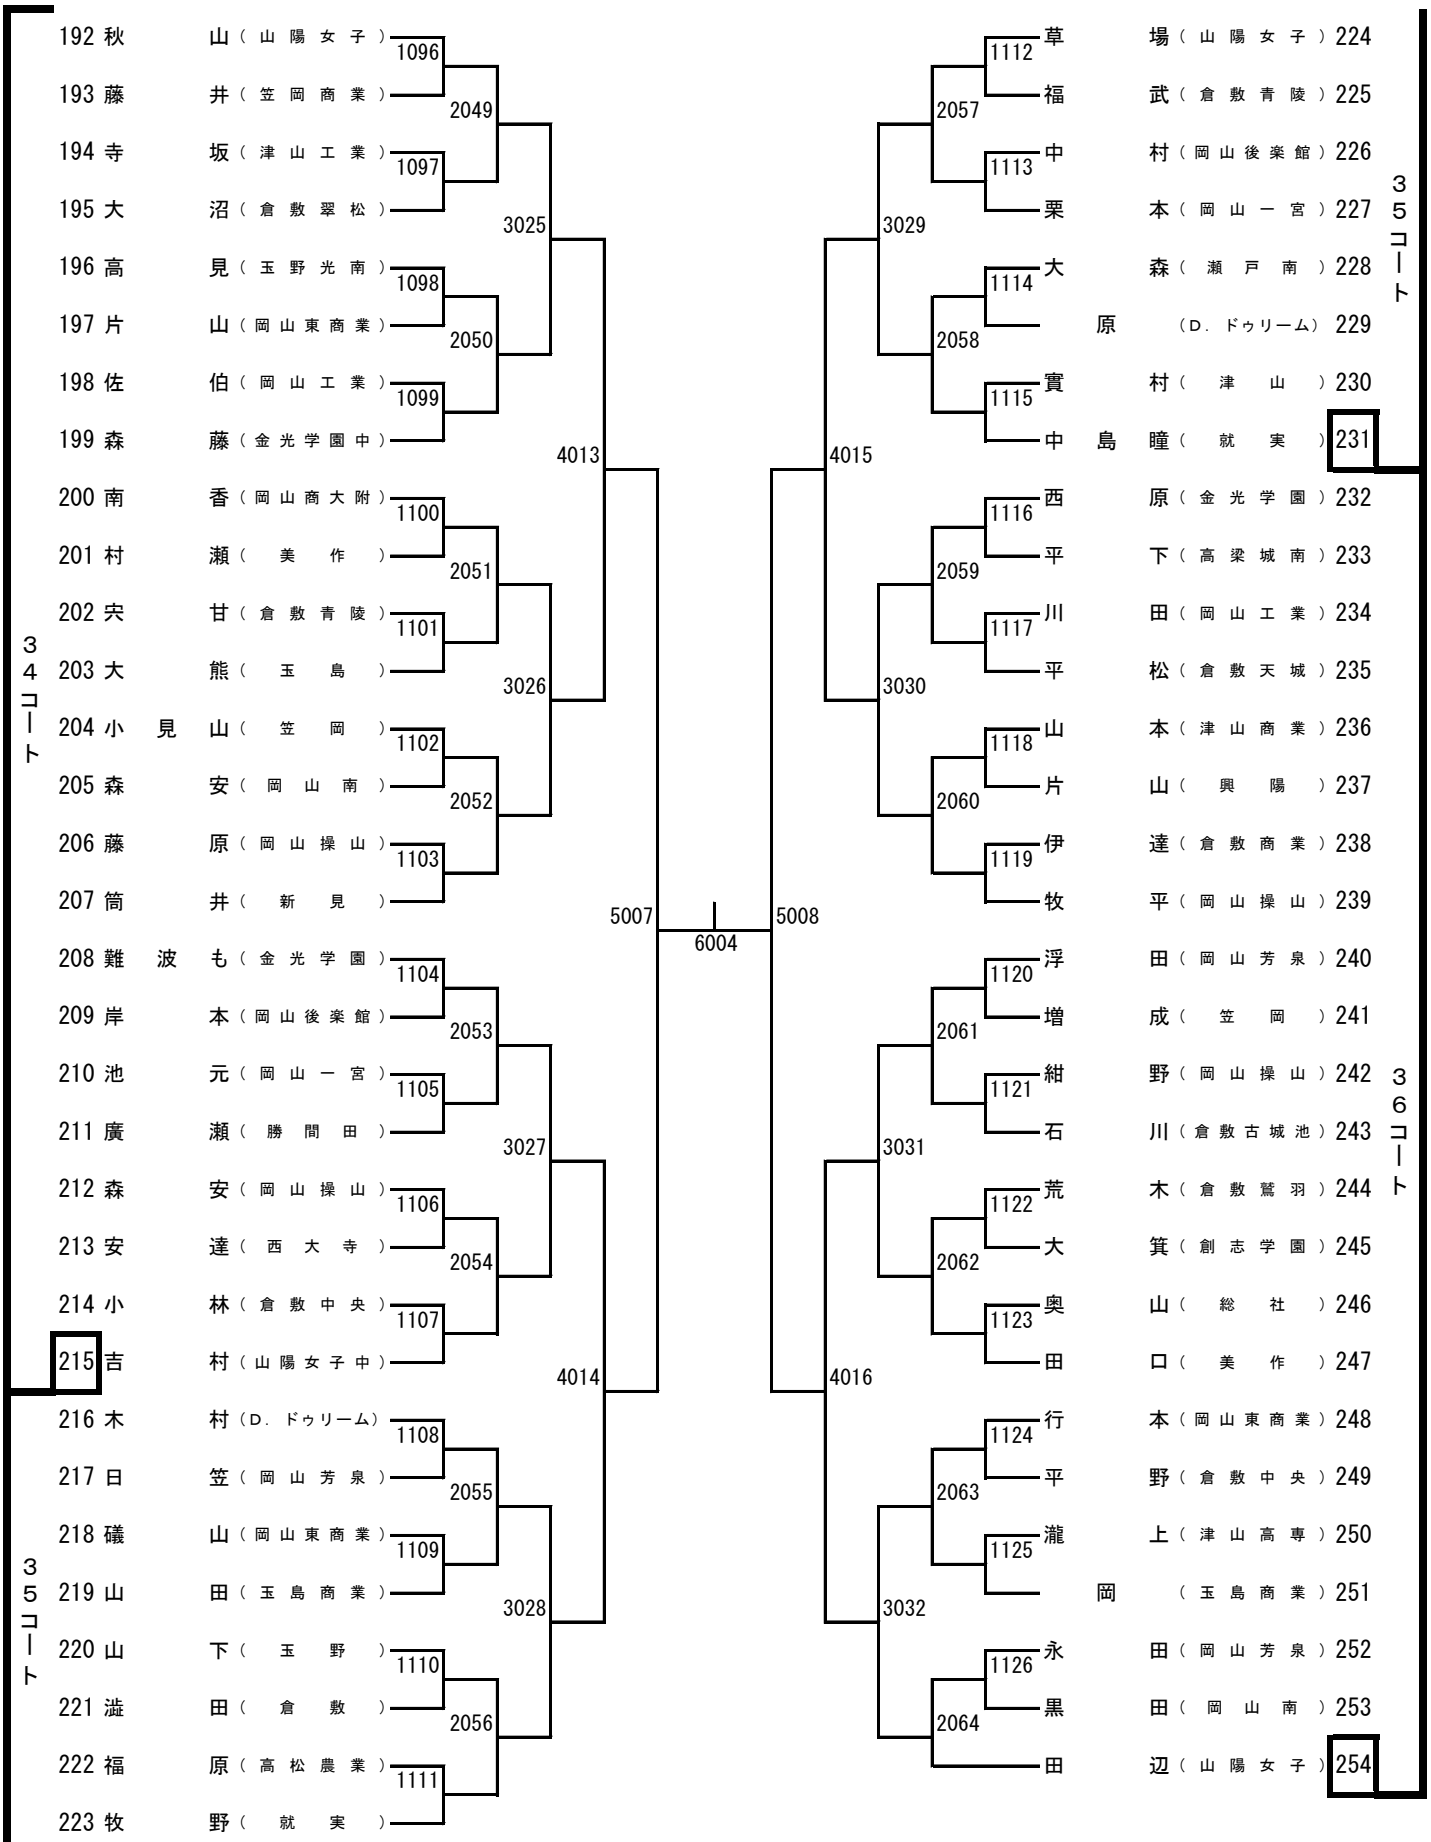 192 秋 山 (山陽女子)
1096
193 藤 井 (笠岡商業)
2049
194 寺 坂 (津山工業)
1097
195 大 沼 (倉敷翠松)
3025
196 高 見 (玉野光南)
1098
197 片 山 (岡山東商業)
2050
198 佐 伯 (岡山工業)
1099
199 森 藤 (金光学園中)
4013
200 南 香 (岡山商大附)
1100
201 村 瀬 (美作)
2051
202 宍 甘 (倉敷青陵)
1101
203 大 熊 (玉島)
34コート
3026
204 小 見 山 (笠岡)
1102
205 森 安 (岡山南)
2052
206 藤 原 (岡山操山)
1103
207 筒 井 (新見)
5007
208 難 波 も (金光学園)
1104
209 岸 本 (岡山後楽館)
2053
210 池 元 (岡山一宮)
1105
211 廣 瀬 (勝間田)
3027
212 森 安 (岡山操山)
1106
213 安 達 (西大寺)
2054
214 小 林 (倉敷中央)
1107
215 吉 村 (山陽女子中)
4014
216 木 村 (D.ドゥリーム)
1108
217 日 笠 (岡山芳泉)
2055
218 礒 山 (岡山東商業)
1109
219 山 田 (玉島商業)
35コート
3028
220 山 下 (玉野)
1110
221 澁 田 (倉敷)
2056
222 福 原 (高松農業)
1111
223 牧 野 (就実)
6004
草 場 (山陽女子) 224
1112
福 武 (倉敷青陵) 225
2057
中 村 (岡山後楽館) 226
1113
栗 本 (岡山一宮) 227
35コート
3029
大 森 (瀬戸南) 228
1114
原 (D.ドゥリーム) 229
2058
實 村 (津山) 230
1115
中 島 瞳 (就実) 231
4015
西 原 (金光学園) 232
1116
平 下 (高梁城南) 233
2059
川 田 (岡山工業) 234
1117
平 松 (倉敷天城) 235
3030
山 本 (津山商業) 236
1118
片 山 (興陽) 237
2060
伊 達 (倉敷商業) 238
1119
牧 平 (岡山操山) 239
5008
浮 田 (岡山芳泉) 240
1120
増 成 (笠岡) 241
2061
紺 野 (岡山操山) 242
1121
石 川 (倉敷古城池) 243
36コート
3031
荒 木 (倉敷鷲羽) 244
1122
大 箕 (創志学園) 245
2062
奥 山 (総社) 246
1123
田 口 (美作) 247
4016
行 本 (岡山東商業) 248
1124
平 野 (倉敷中央) 249
2063
瀧 上 (津山高専) 250
1125
岡 (玉島商業) 251
3032
永 田 (岡山芳泉) 252
1126
黒 田 (岡山南) 253
2064
田 辺 (山陽女子) 254